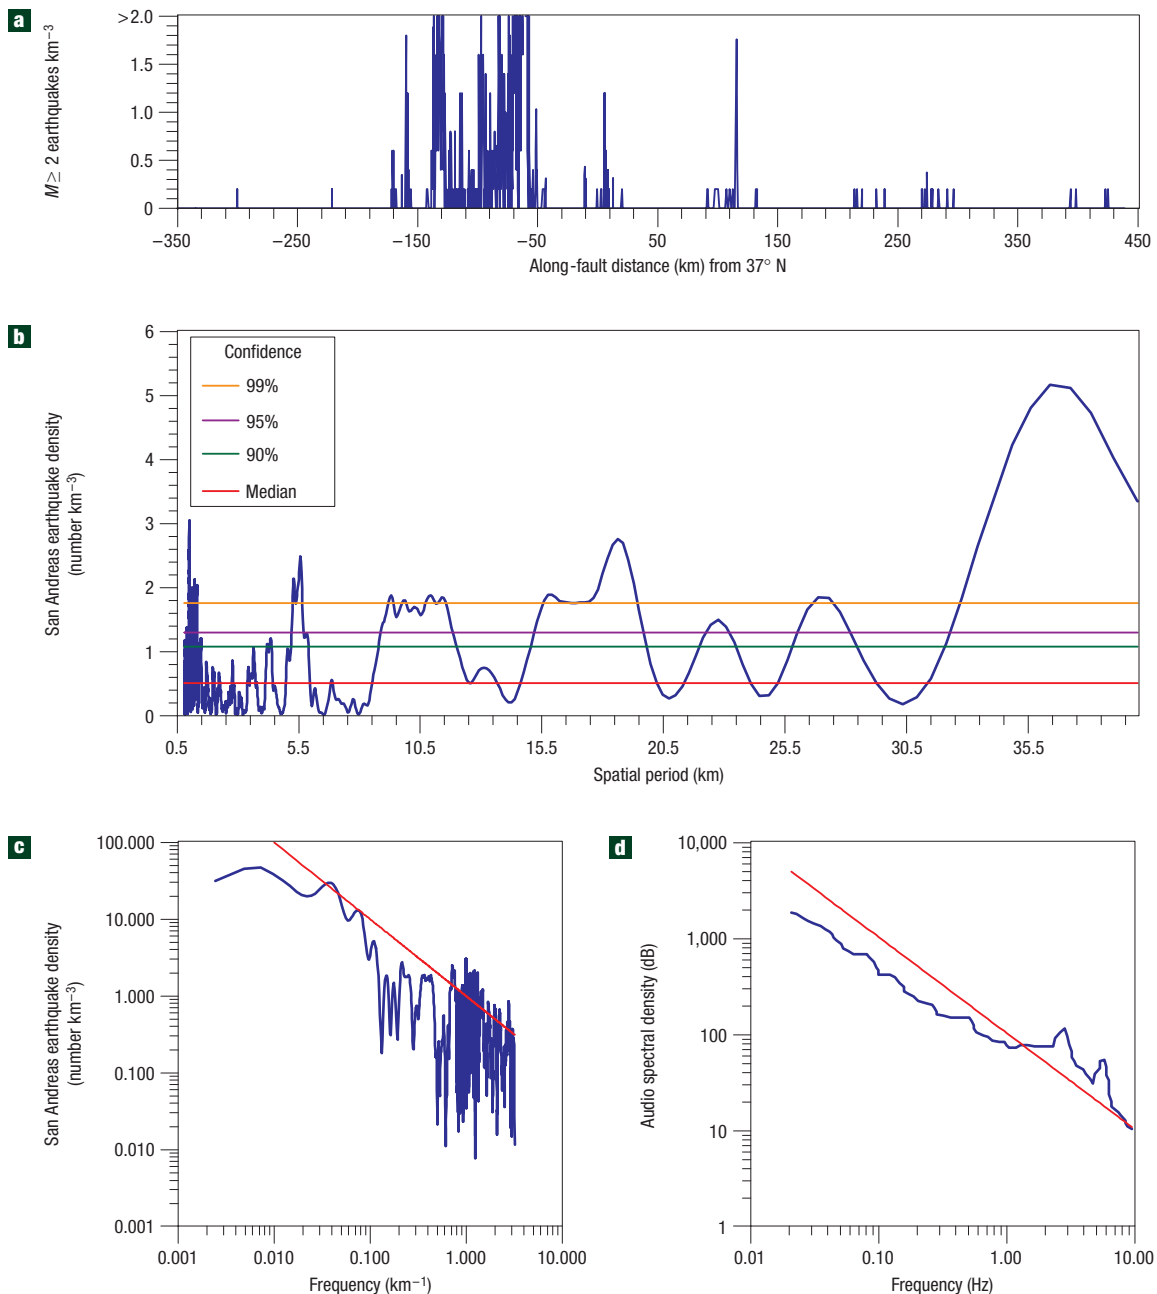 a
M ≥ 2 earthquakes km−3
>2.0
1.5
1.0
0.5
0
−350 −250 −150 −50 50 150 250 350 450
Along-fault distance (km) from 37° N
b
San Andreas earthquake density
(number km−3)
6
5
4
3
2
1
0
Confidence
99%
95%
90%
Median
0.5 5.5 10.5 15.5 20.5 25.5 30.5 35.5
Spatial period (km)
c
San Andreas earthquake density
(number km−3)
100.000
10.000
1.000
0.100
0.010
0.001
0.001 0.010 0.100 1.000 10.000
Frequency (km−1)
d
Audio spectral density (dB)
10,000
1,000
100
10
1
0.01 0.10 1.00 10.00
Frequency (Hz)